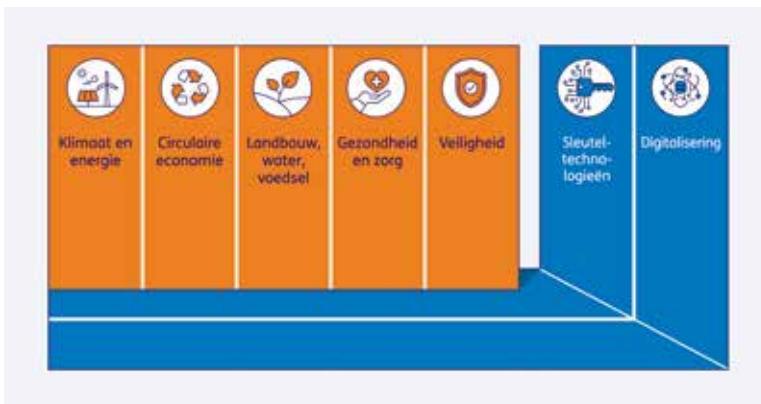 Klimaat en
energie
Circulaire
economie
Landbouw,
water,
voedsel
Gezondheid
en zorg
Veiligheid
Sleutel-
techno-
logieën
Digitalisering